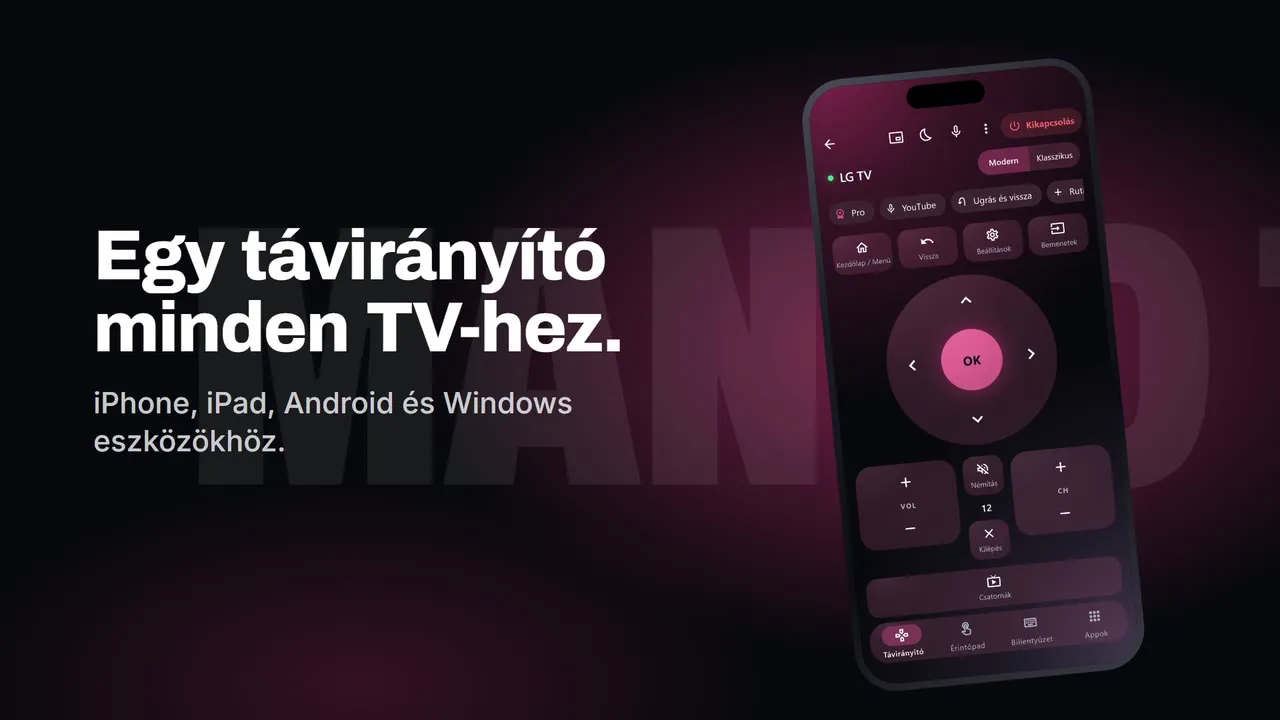 Egy távirányító
minden TV-hez.
iPhone, iPad, Android és Windows
eszközökhöz.
MANDO
Kikapcsolás
LG TV
Modern
Klasszikus
Pro
YouTube
Ugrás és vissza
Kezdőlap / Menü
Vissza
Beállítások
Bemenetek
OK
VOL
Némítás
12
CH
Kilépés
Csatornák
Távirányító
Érintőpad
Billentyűzet
Appok